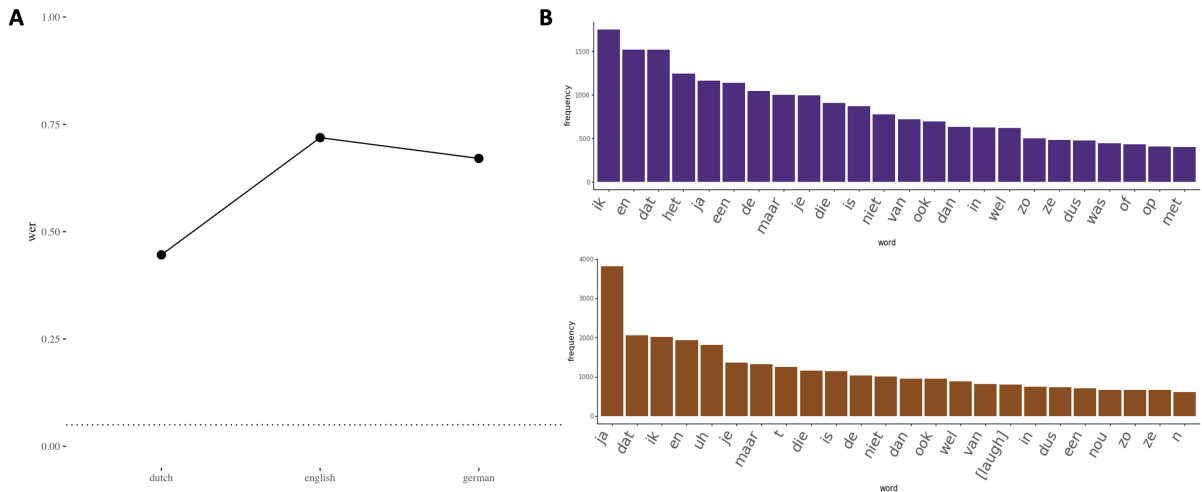 A
1.00
0.75
0.50
0.25
0.00
wer
dutch english german
B
1500
1000
500
0
frequency
ik en dat het ja een de maar je die is niet van ook dan in wel zo ze dus was of op met
word
4000
3000
2000
1000
0
frequency
ja dat ik en uh je maar t die is de niet dan ook wel van [laugh] in dus een nou zo ze n
word